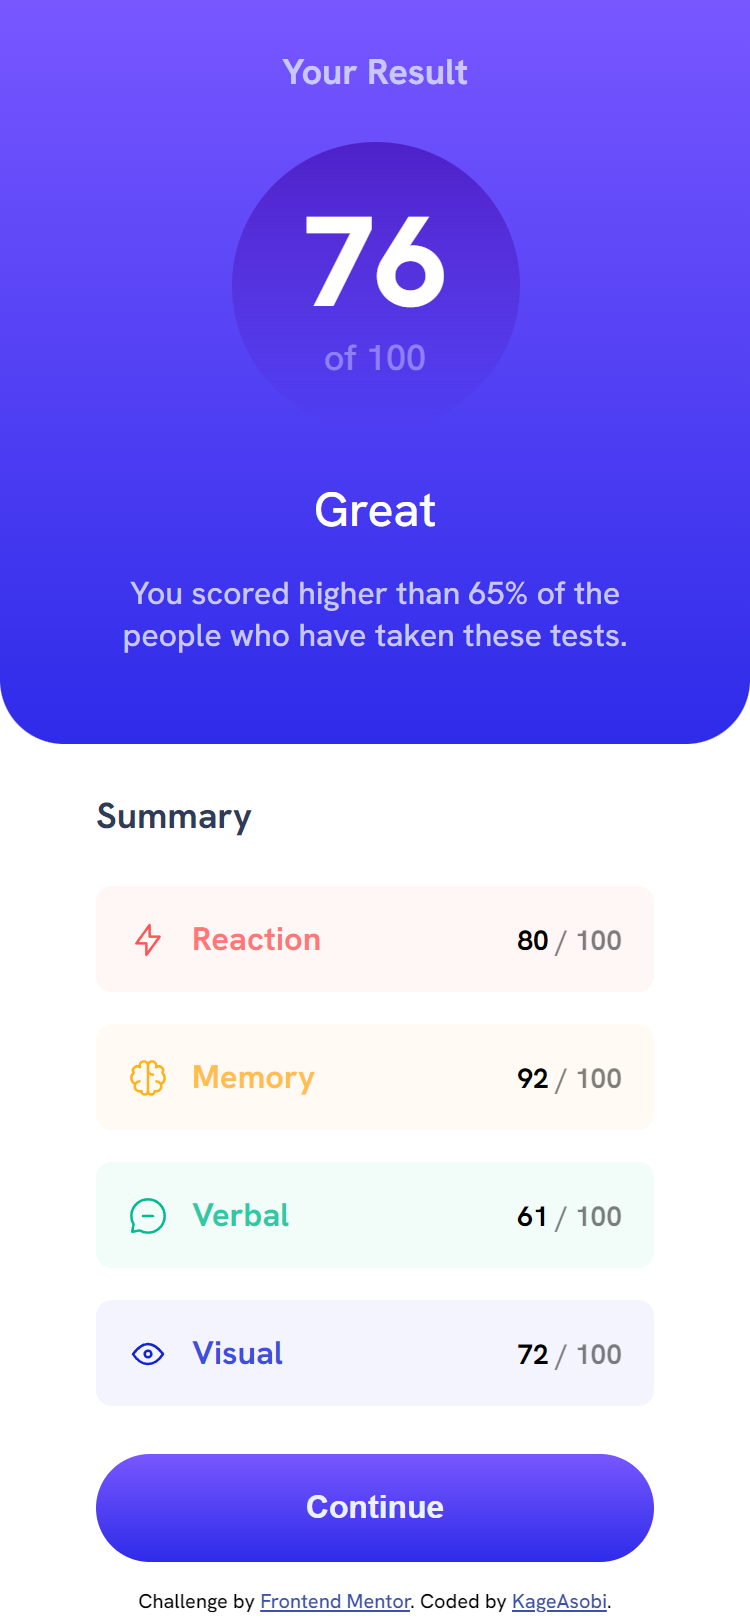 Your Result
76
of 100
Great
You scored higher than 65% of the
people who have taken these tests.
Summary
Reaction 80 / 100
Memory 92 / 100
Verbal 61 / 100
Visual 72 / 100
Continue
Challenge by Frontend Mentor. Coded by KageAsobi.